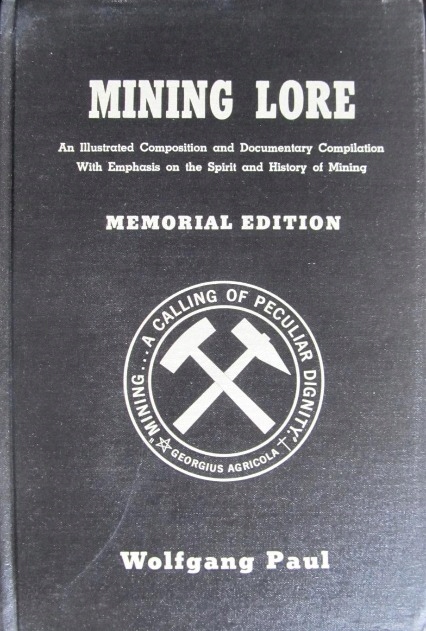 MINING LORE
An Illustrated Composition and Documentary Compilation
With Emphasis on the Spirit and History of Mining
MEMORIAL EDITION
"MINING...A CALLING OF PECULIAR DIGNITY."
GEORGIUS AGRICOLA
Wolfgang Paul